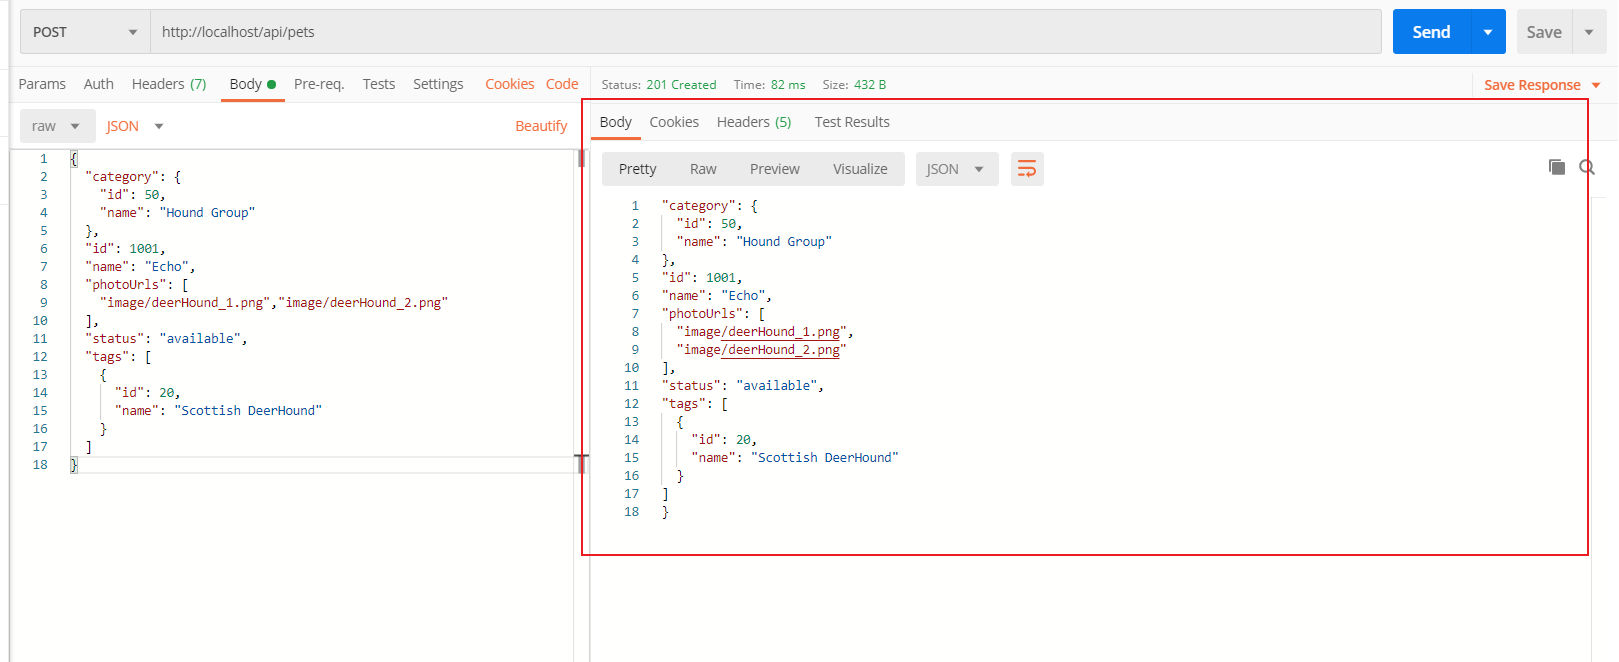 POST http://localhost/api/pets Send Save
Params Auth Headers (7) Body Pre-req. Tests Settings Cookies Code
raw JSON Beautify
1 {
2 "category": {
3 "id": 50,
4 "name": "Hound Group"
5 },
6 "id": 1001,
7 "name": "Echo",
8 "photoUrls": [
9 "image/deerHound_1.png","image/deerHound_2.png"
10 ],
11 "status": "available",
12 "tags": [
13 {
14 "id": 20,
15 "name": "Scottish DeerHound"
16 }
17 ]
18 }
Status: 201 Created Time: 82 ms Size: 432 B Save Response
Body Cookies Headers (5) Test Results
Pretty Raw Preview Visualize JSON
1 "category": {
2 "id": 50,
3 "name": "Hound Group"
4 },
5 "id": 1001,
6 "name": "Echo",
7 "photoUrls": [
8 "image/deerHound_1.png",
9 "image/deerHound_2.png"
10 ],
11 "status": "available",
12 "tags": [
13 {
14 "id": 20,
15 "name": "Scottish DeerHound"
16 }
17 ]
18 }